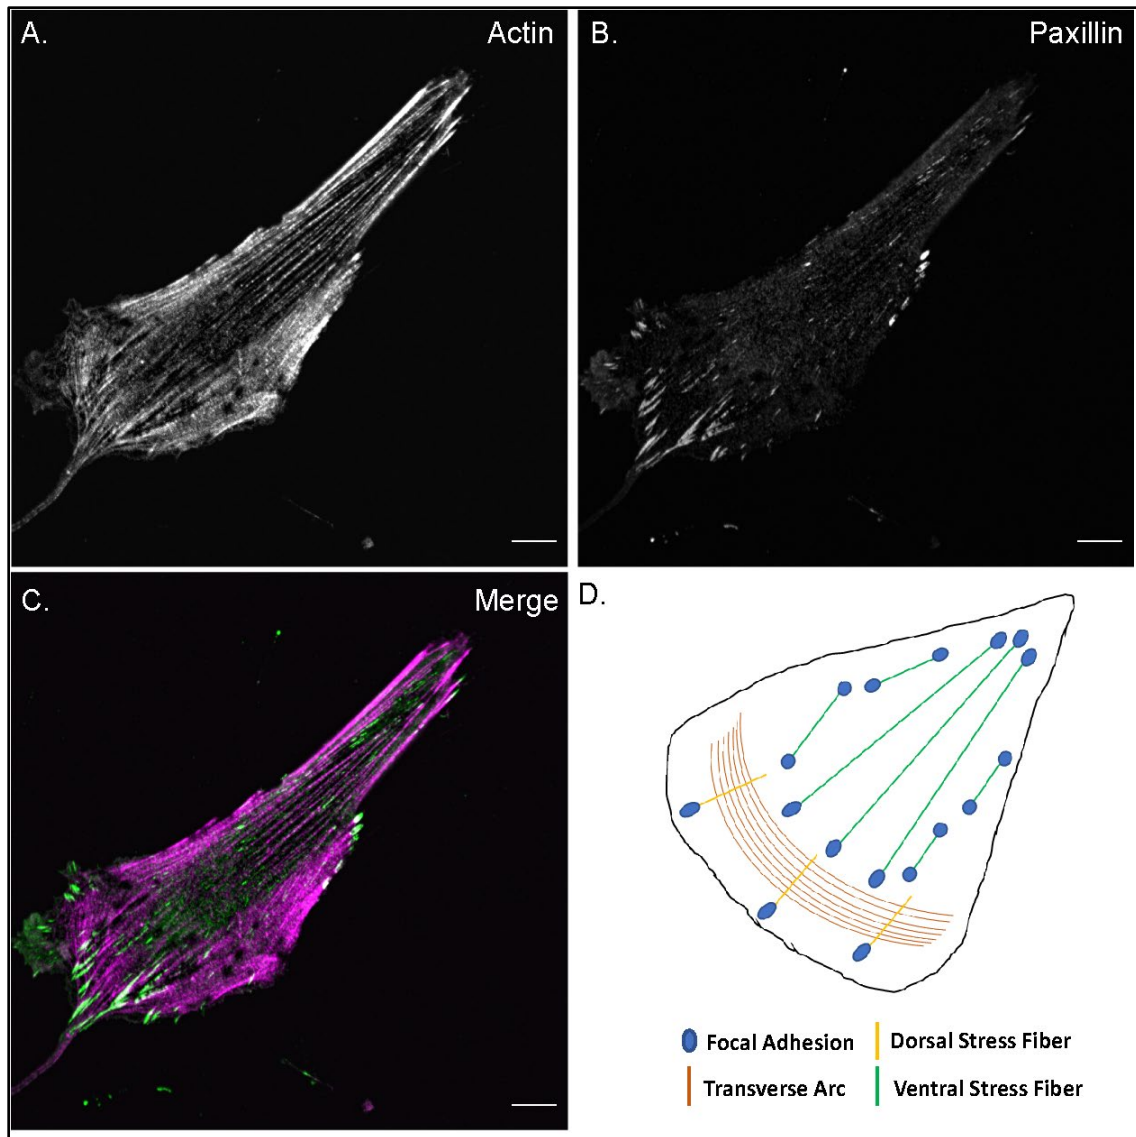 A. Actin
B. Paxillin
C. Merge
D.
Focal Adhesion
Dorsal Stress Fiber
Transverse Arc
Ventral Stress Fiber